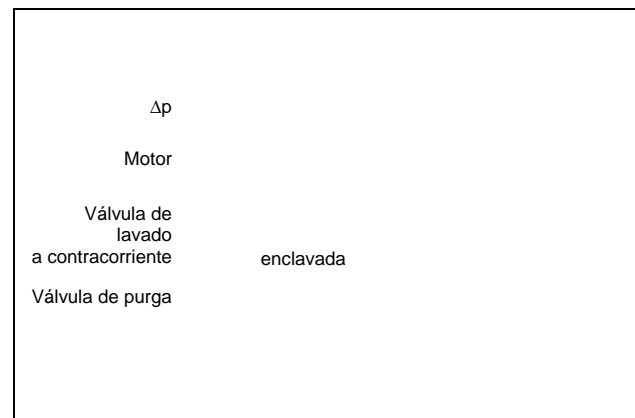 Δp
Motor
Válvula de
lavado
a contracorriente
enclavada
Válvula de purga